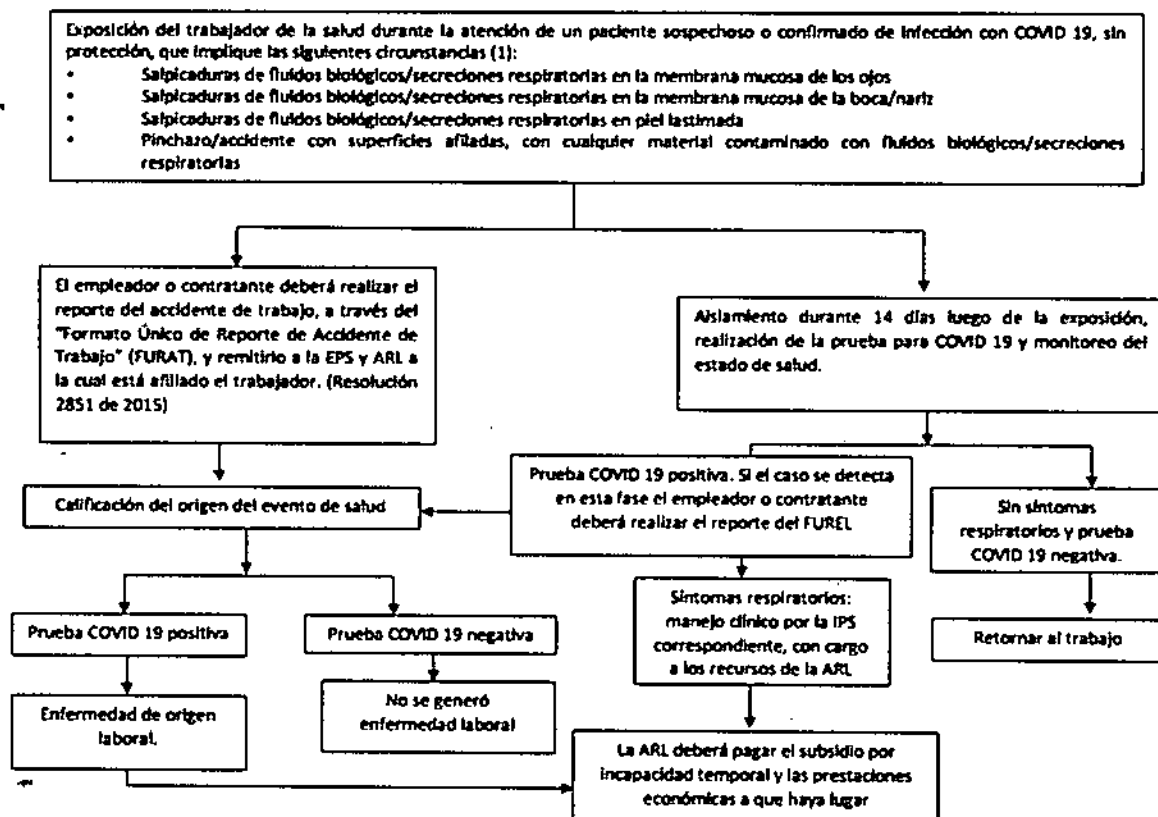 Exposición del trabajador de la salud durante la atención de un paciente sospechoso o confirmado de infección con COVID 19, sin
protección, que implique las siguientes circunstancias (1):
• Salpicaduras de fluidos biológicos/secreciones respiratorias en la membrana mucosa de los ojos
• Salpicaduras de fluidos biológicos/secreciones respiratorias en la membrana mucosa de la boca/nariz
• Salpicaduras de fluidos biológicos/secreciones respiratorias en piel lastimada
• Pinchazo/accidente con superficies afiladas, con cualquier material contaminado con fluidos biológicos/secreciones
respiratorias
El empleador o contratante deberá realizar el
reporte del accidente de trabajo, a través del
"Formato Único de Reporte de Accidente de
Trabajo" (FURAT), y remitirlo a la EPS y ARL a
la cual está afiliado el trabajador. (Resolución
2851 de 2015)
Aislamiento durante 14 días luego de la exposición,
realización de la prueba para COVID 19 y monitoreo del
estado de salud.
Calificación del origen del evento de salud
Prueba COVID 19 positiva. Si el caso se detecta
en esta fase el empleador o contratante
deberá realizar el reporte del FUREL
Sin síntomas
respiratorios y prueba
COVID 19 negativa.
Prueba COVID 19 positiva
Prueba COVID 19 negativa
Síntomas respiratorios:
manejo clínico por la IPS
correspondiente, con cargo
a los recursos de la ARL
Retornar al trabajo
Enfermedad de origen
laboral.
No se generó
enfermedad laboral
La ARL deberá pagar el subsidio por
incapacidad temporal y las prestaciones
económicas a que haya lugar